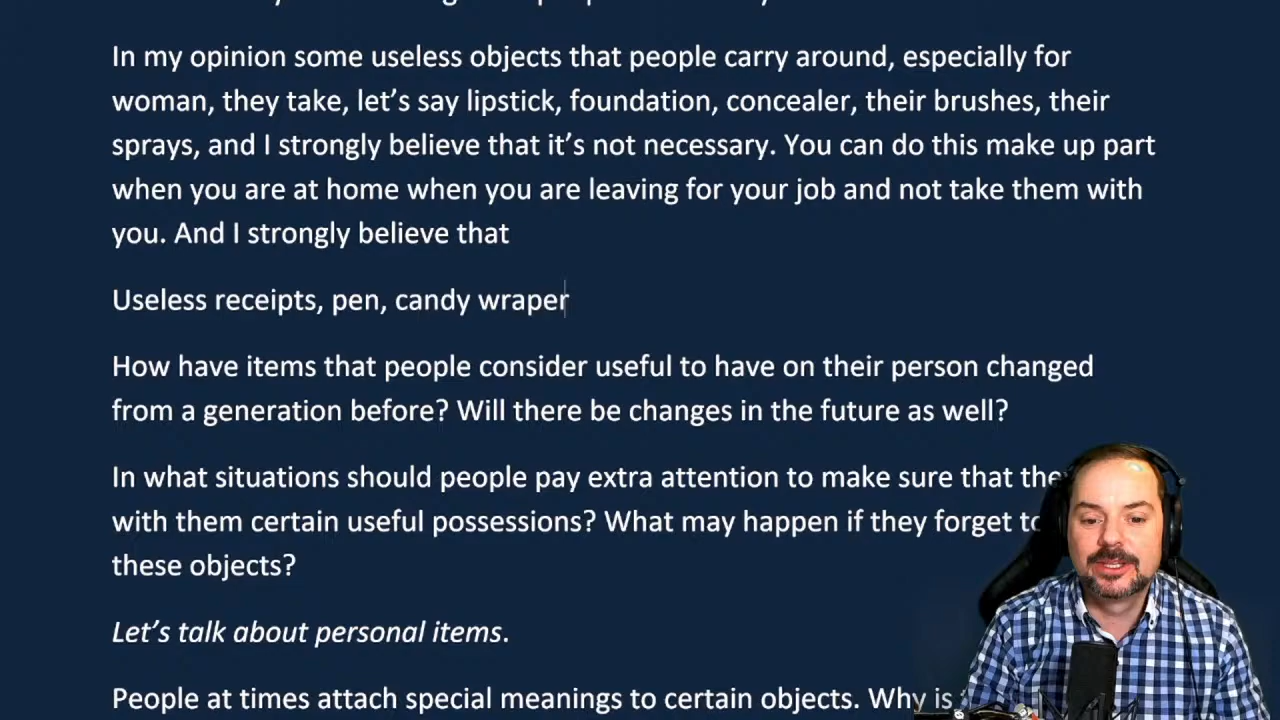 In my opinion some useless objects that people carry around, especially for
woman, they take, let's say lipstick, foundation, concealer, their brushes, their
sprays, and I strongly believe that it's not necessary. You can do this make up part
when you are at home when you are leaving for your job and not take them with
you. And I strongly believe that
Useless receipts, pen, candy wraper
How have items that people consider useful to have on their person changed
from a generation before? Will there be changes in the future as well?
In what situations should people pay extra attention to make sure that
with them certain useful possessions? What may happen if they forget
these objects?
Let's talk about personal items.
People at times attach special meanings to certain objects. Why is